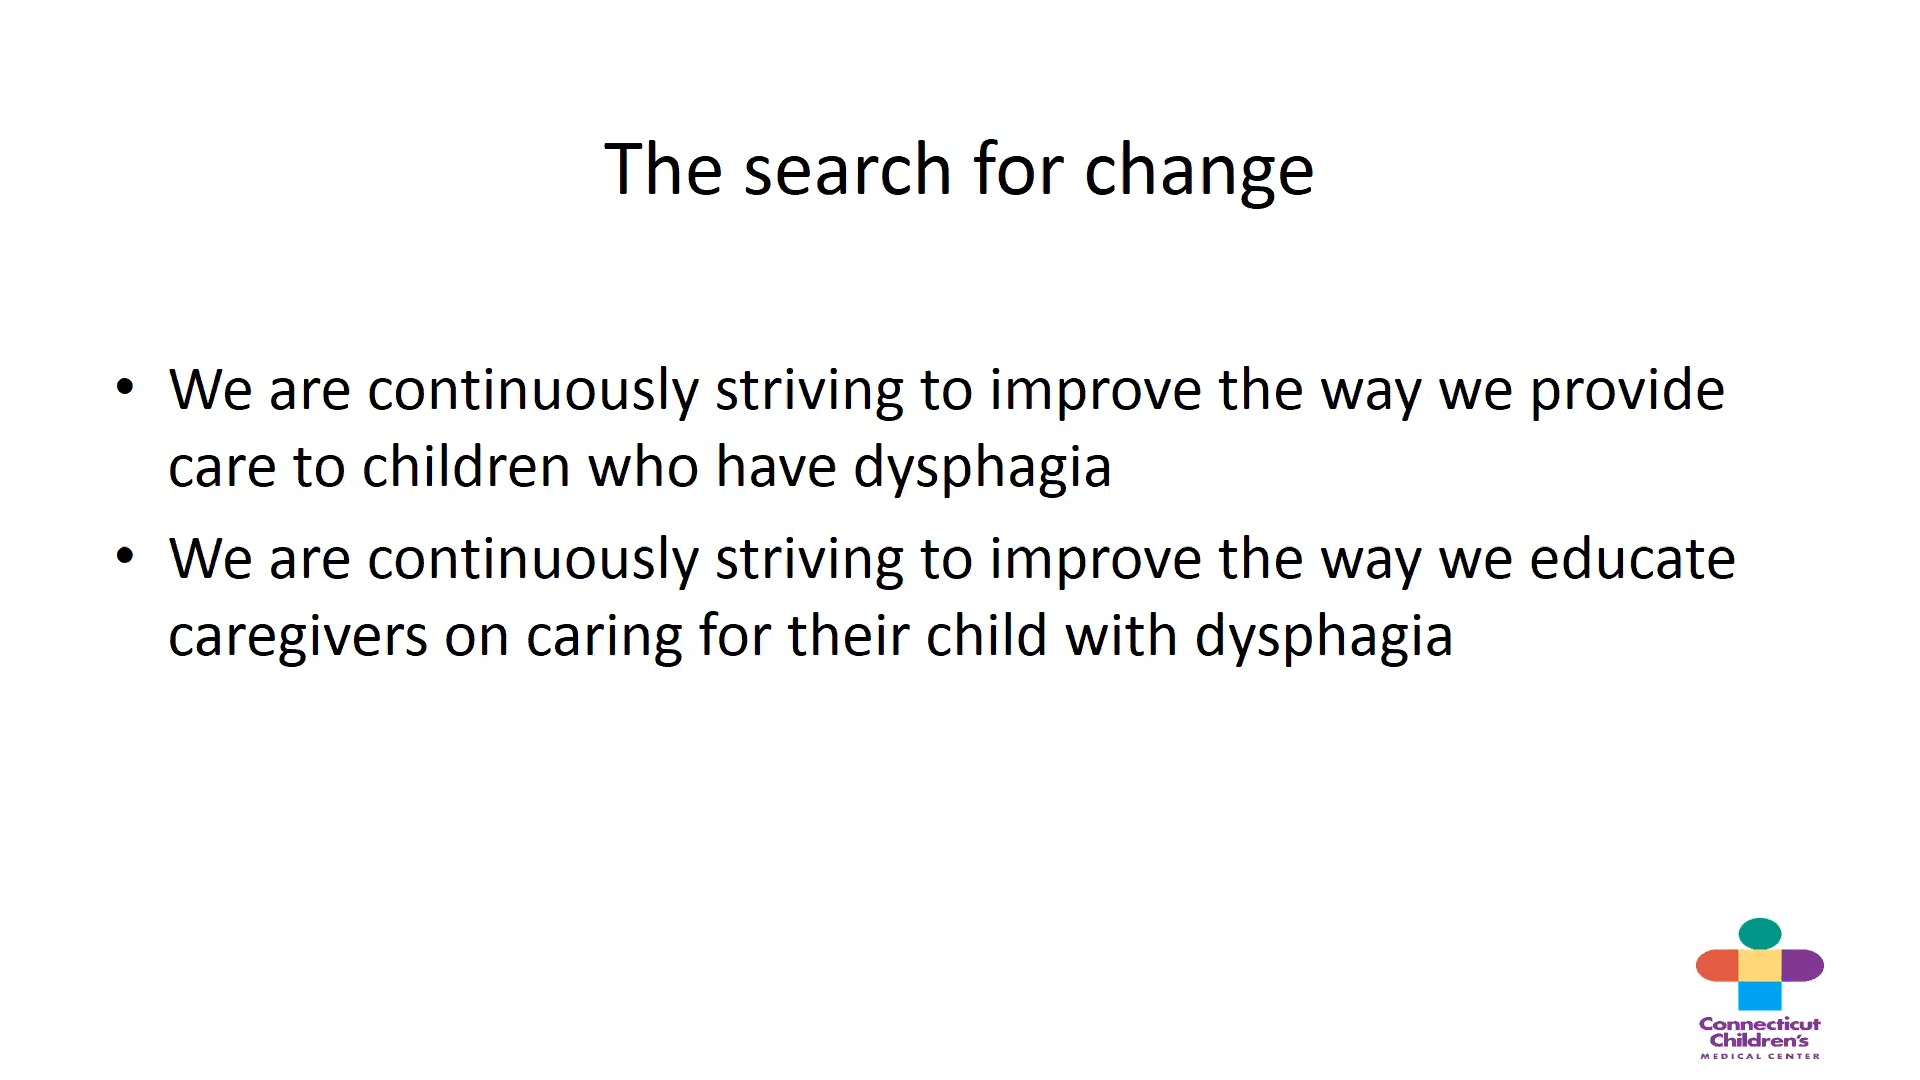 The search for change
• We are continuously striving to improve the way we provide
care to children who have dysphagia
• We are continuously striving to improve the way we educate
caregivers on caring for their child with dysphagia
Connecticut
Children's
MEDICAL CENTER